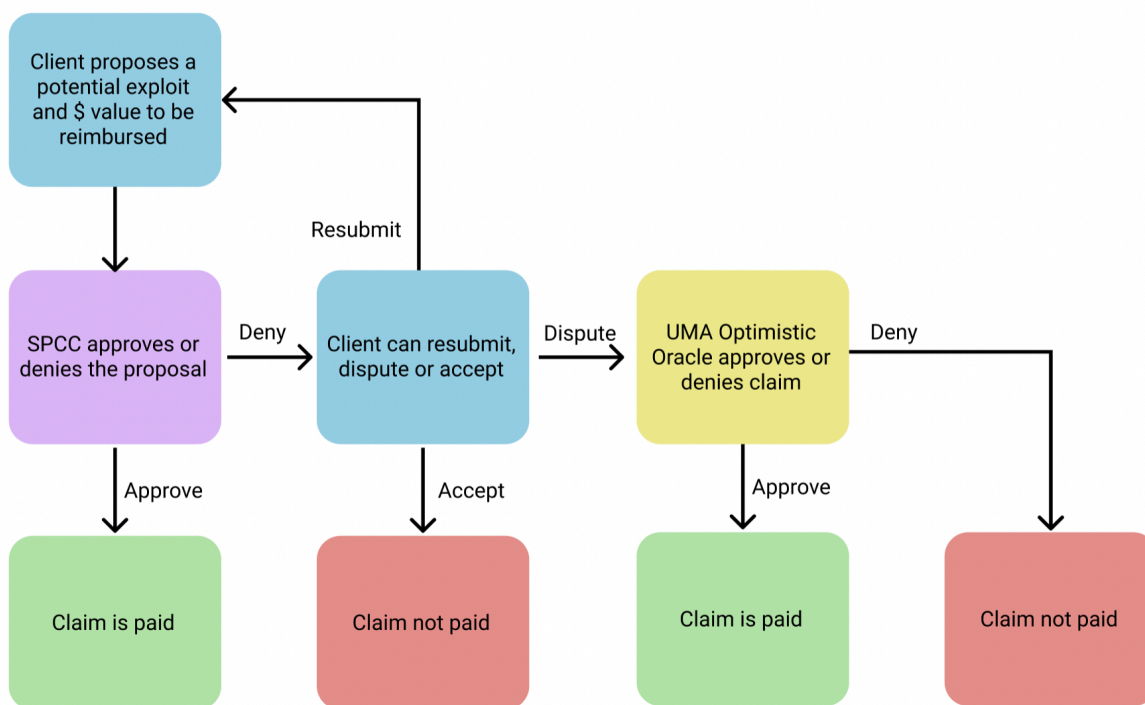 Client proposes a
potential exploit
and $ value to be
reimbursed
Resubmit
SPCC approves or
denies the proposal
Deny
Client can resubmit,
dispute or accept
Dispute
UMA Optimistic
Oracle approves or
denies claim
Deny
Approve
Accept
Approve
Claim is paid
Claim not paid
Claim is paid
Claim not paid